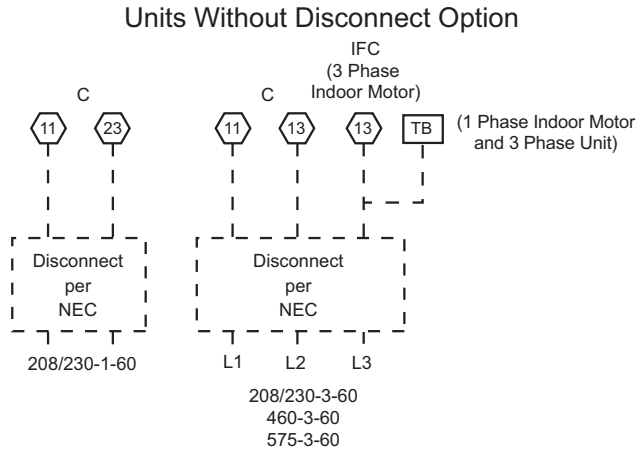 Units Without Disconnect Option
IFC
(3 Phase
Indoor Motor)
C
C
11
23
11
13
13
TB
(1 Phase Indoor Motor
and 3 Phase Unit)
Disconnect
per
NEC
Disconnect
per
NEC
208/230-1-60
L1
L2
L3
208/230-3-60
460-3-60
575-3-60